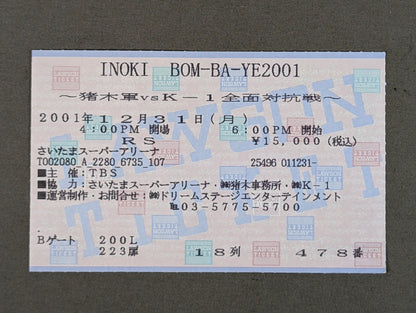 INOKI BOM-BA-YE2001
～猪木軍vsK－1全面対抗戦～
2001年12月31日(月)
4:00PM 開場 6:00PM 開始
RS ¥15,000(税込)
さいたまスーパーアリーナ
T002080 A 2280 6735 107 25496 011231-
■主 催:TBS
■協 力:さいたまスーパーアリーナ・㈱猪木事務所・㈱K－1
■運営制作・お問合せ:㈱ドリームステージエンターテインメント
℡03－5775－5700
Bゲート 200L
223扉 18列 478番
LAWSON TICKET